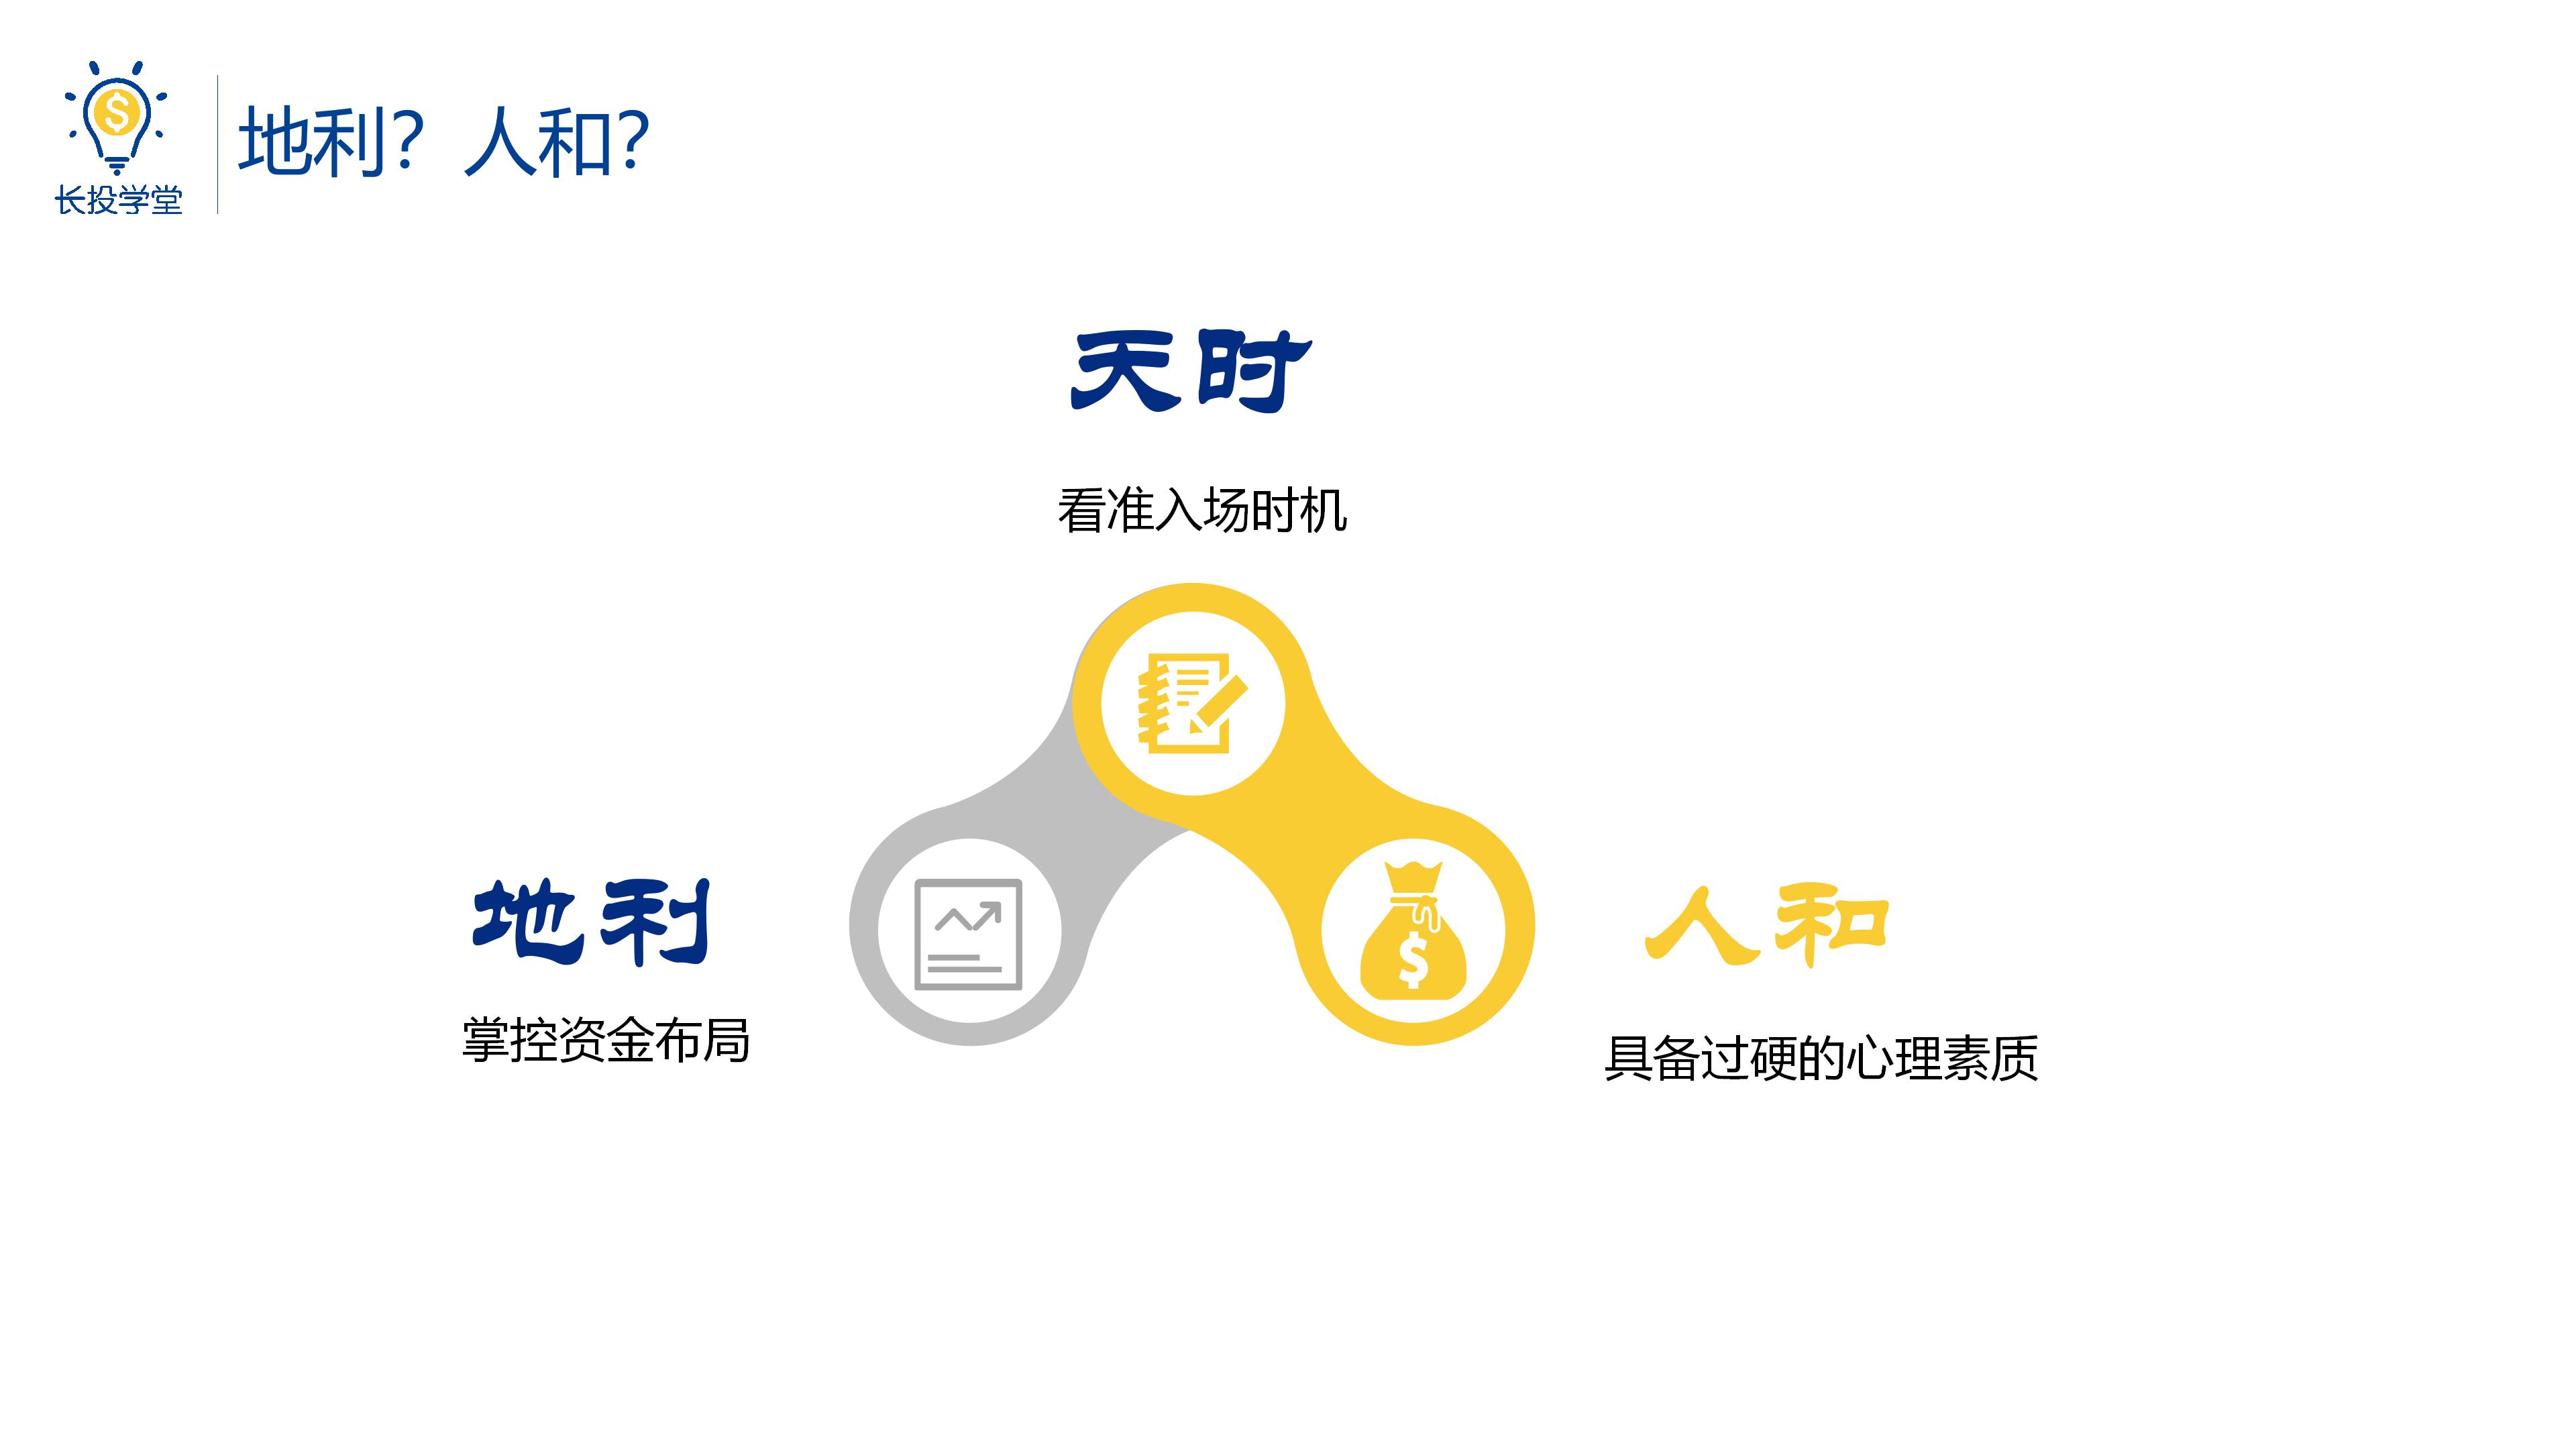 长投学堂
地利？人和？
天时
看准入场时机
地利
掌控资金布局
人和
具备过硬的心理素质